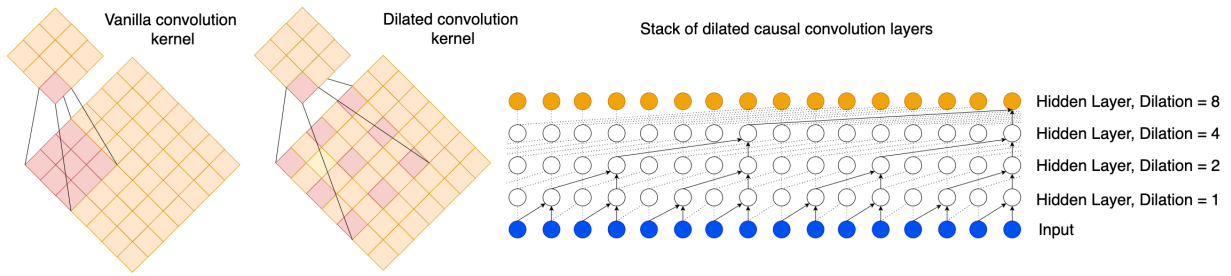 Vanilla convolution
kernel
Dilated convolution
kernel
Stack of dilated causal convolution layers
Hidden Layer, Dilation = 8
Hidden Layer, Dilation = 4
Hidden Layer, Dilation = 2
Hidden Layer, Dilation = 1
Input